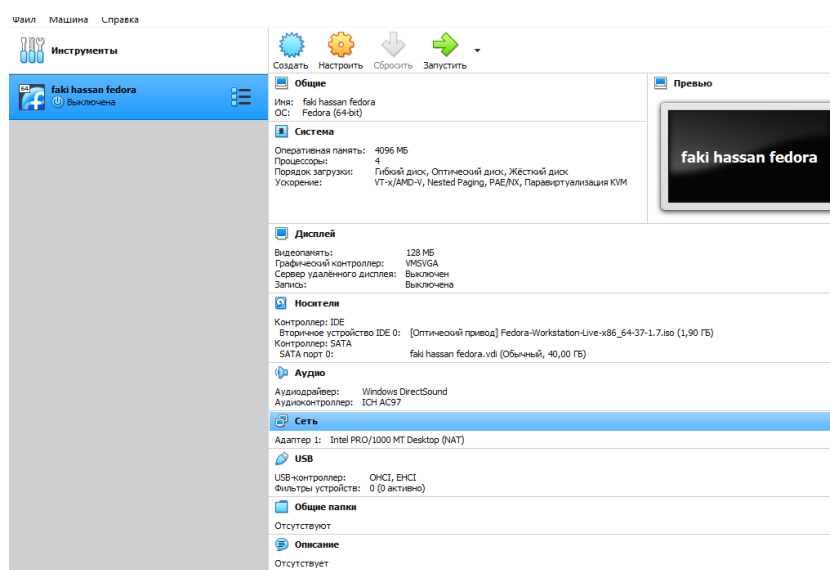 Файл Машина Справка
Инструменты
Создать Настроить Сбросить Запустить
64
faki hassan fedora
Выключена
Общие
Имя: faki hassan fedora
ОС: Fedora (64-bit)
Превью
faki hassan fedora
Система
Оперативная память: 4096 МБ
Процессоры: 4
Порядок загрузки: Гибкий диск, Оптический диск, Жёсткий диск
Ускорение: VT-x/AMD-V, Nested Paging, PAE/NX, Паравиртуализация KVM
Дисплей
Видеопамять: 128 МБ
Графический контроллер: VMSVGA
Сервер удалённого дисплея: Выключен
Запись: Выключена
Носители
Контроллер: IDE
Вторичное устройство IDE 0: [Оптический привод] Fedora-Workstation-Live-x86_64-37-1.7.iso (1,90 ГБ)
Контроллер: SATA
SATA порт 0: faki hassan fedora.vdi (Обычный, 40,00 ГБ)
Аудио
Аудиодрайвер: Windows DirectSound
Аудиоконтроллер: ICH AC97
Сеть
Адаптер 1: Intel PRO/1000 MT Desktop (NAT)
USB
USB-контроллер: OHCI, EHCI
Фильтры устройств: 0 (0 активно)
Общие папки
Отсутствуют
Описание
Отсутствует